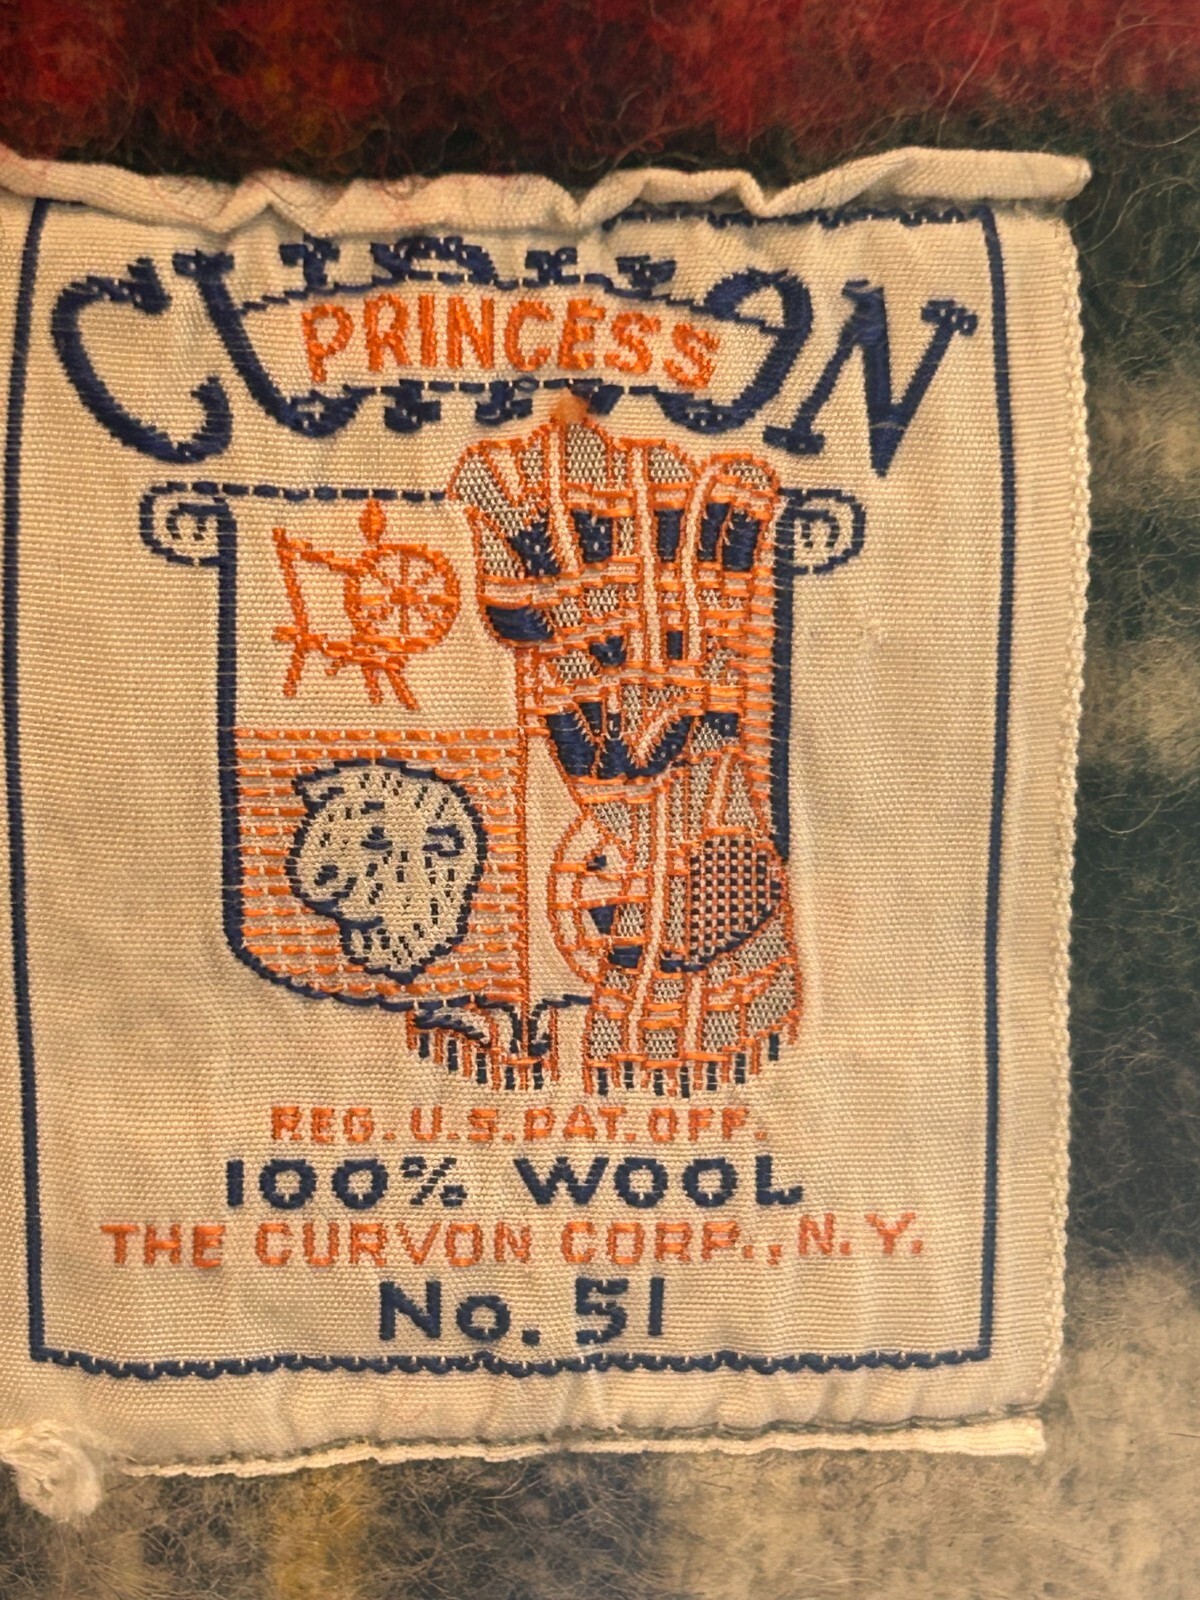 CURVON
PRINCESS
REG. U.S. PAT. OFF.
100% WOOL
THE CURVON CORP., N. Y.
No. 51